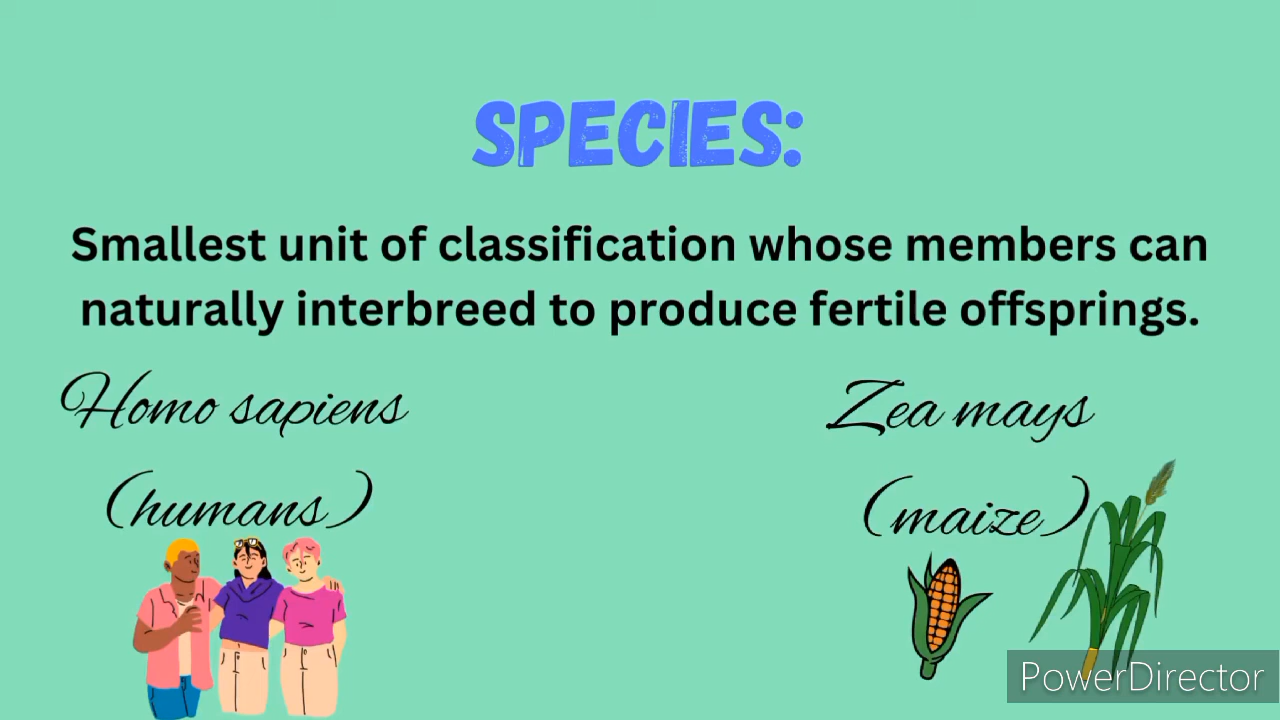 SPECIES:
Smallest unit of classification whose members can
naturally interbreed to produce fertile offsprings.
Homo sapiens
(humans)
Zea mays
(maize)
PowerDirector